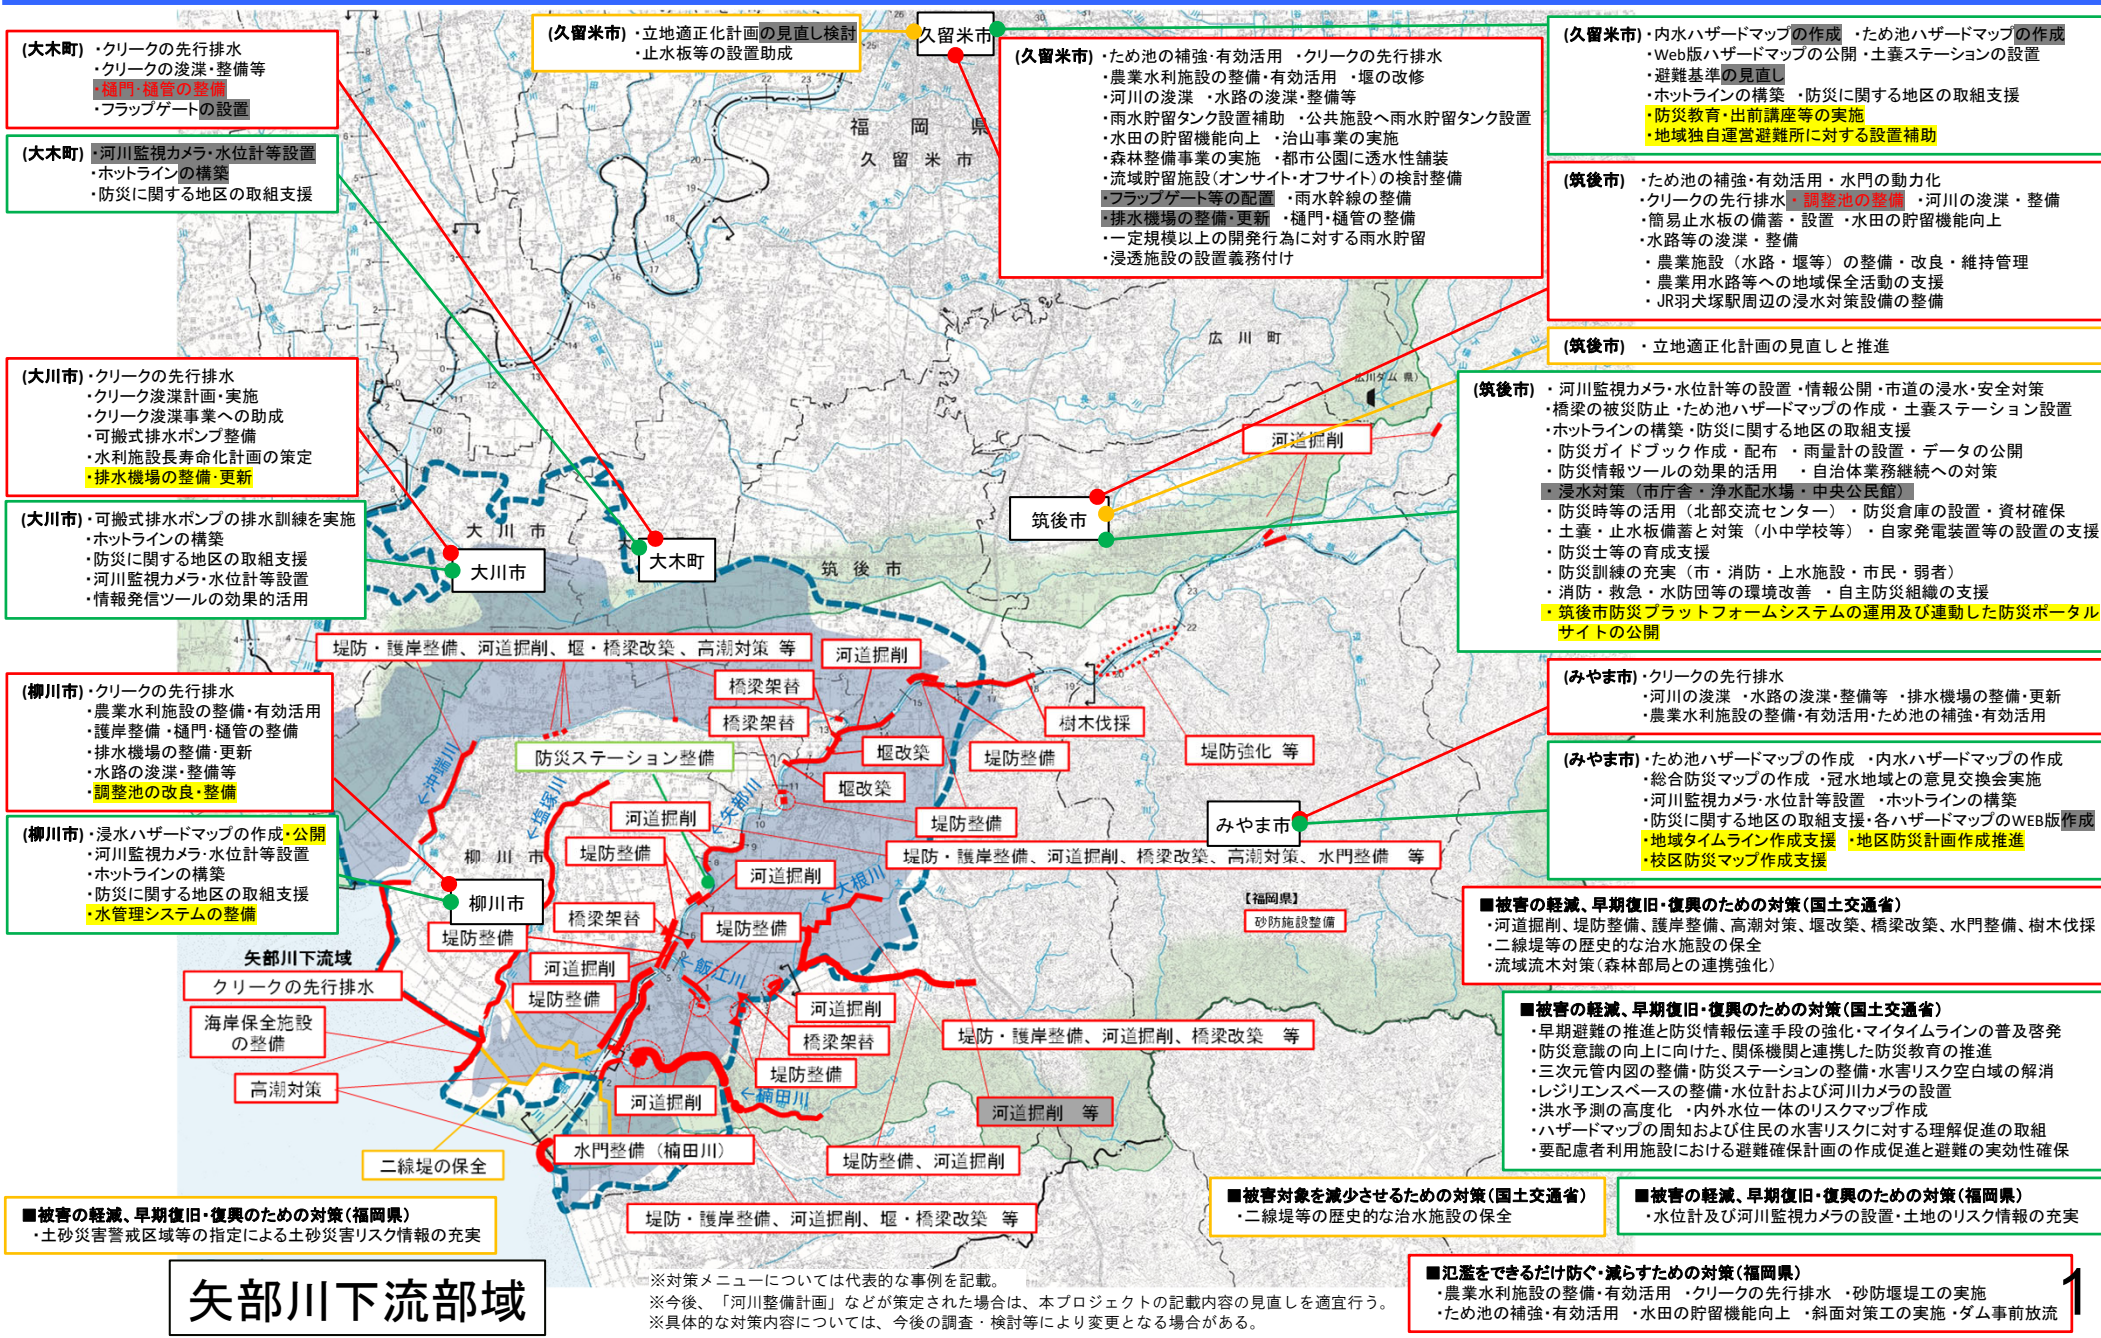 (大木町) ・クリークの先行排水
・クリークの浚渫・整備等
・樋門・樋管の整備
・フラップゲートの設置
(大木町) ・河川監視カメラ・水位計等設置
・ホットラインの構築
・防災に関する地区の取組支援
(久留米市) ・立地適正化計画の見直し検討
・止水板等の設置助成
久留米市
(久留米市) ・ため池の補強・有効活用 ・クリークの先行排水
・農業水利施設の整備・有効活用 ・堰の改修
・河川の浚渫 ・水路の浚渫・整備等
・雨水貯留タンク設置補助 ・公共施設へ雨水貯留タンク設置
・水田の貯留機能向上 ・治山事業の実施
・森林整備事業の実施 ・都市公園に透水性舗装
・流域貯留施設(オンサイト・オフサイト)の検討整備
・フラップゲート等の配置 ・雨水幹線の整備
・排水機場の整備・更新 ・樋門・樋管の整備
・一定規模以上の開発行為に対する雨水貯留
・浸透施設の設置義務付け
(久留米市) ・内水ハザードマップの作成 ・ため池ハザードマップの作成
・Web版ハザードマップの公開 ・土嚢ステーションの設置
・避難基準の見直し
・ホットラインの構築 ・防災に関する地区の取組支援
・防災教育・出前講座等の実施
・地域独自運営避難所に対する設置補助
(筑後市) ・ため池の補強・有効活用・水門の動力化
・クリークの先行排水・調整池の整備 ・河川の浚渫・整備
・簡易止水板の備蓄・設置 ・水田の貯留機能向上
・水路等の浚渫・整備
・農業施設（水路・堰等）の整備・改良・維持管理
・農業用水路等への地域保全活動の支援
・JR羽犬塚駅周辺の浸水対策設備の整備
(筑後市) ・立地適正化計画の見直しと推進
(筑後市) ・河川監視カメラ・水位計等の設置・情報公開・市道の浸水・安全対策
・橋梁の被災防止・ため池ハザードマップの作成・土嚢ステーション設置
・ホットラインの構築・防災に関する地区の取組支援
・防災ガイドブック作成・配布 ・雨量計の設置・データの公開
・防災情報ツールの効果的活用 ・自治体業務継続への対策
・浸水対策（市庁舎・浄水配水場・中央公民館）
・防災時等の活用（北部交流センター）・防災倉庫の設置・資材確保
・土嚢・止水板備蓄と対策（小中学校等）・自家発電装置等の設置の支援
・防災士等の育成支援
・防災訓練の充実（市・消防・上水施設・市民・弱者）
・消防・救急・水防団等の環境改善 ・自主防災組織の支援
・筑後市防災プラットフォームシステムの運用及び連動した防災ポータル
サイトの公開
福岡県
久留米市
広川町
広川ダム(県)
(大川市) ・クリークの先行排水
・クリーク浚渫計画・実施
・クリーク浚渫事業への助成
・可搬式排水ポンプ整備
・水利施設長寿命化計画の策定
・排水機場の整備・更新
(大川市) ・可搬式排水ポンプの排水訓練を実施
・ホットラインの構築
・防災に関する地区の取組支援
・河川監視カメラ・水位計等設置
・情報発信ツールの効果的活用
大川市
大川市
大木町
筑後市
筑後市
河道掘削
堤防・護岸整備、河道掘削、堰・橋梁改築、高潮対策 等
河道掘削
橋梁架替
橋梁架替
堰改築
堰改築
堤防整備
樹木伐採
堤防強化 等
防災ステーション整備
←沖端川
←塩塚川
←矢部川
(柳川市) ・クリークの先行排水
・農業水利施設の整備・有効活用
・護岸整備・樋門・樋管の整備
・排水機場の整備・更新
・水路の浚渫・整備等
・調整池の改良・整備
(柳川市) ・浸水ハザードマップの作成・公開
・河川監視カメラ・水位計等設置
・ホットラインの構築
・防災に関する地区の取組支援
・水管理システムの整備
(みやま市) ・クリークの先行排水
・河川の浚渫 ・水路の浚渫・整備等 ・排水機場の整備・更新
・農業水利施設の整備・有効活用・ため池の補強・有効活用
(みやま市) ・ため池ハザードマップの作成 ・内水ハザードマップの作成
・総合防災マップの作成 ・冠水地域との意見交換会実施
・河川監視カメラ・水位計等設置 ・ホットラインの構築
・防災に関する地区の取組支援・各ハザードマップのWEB版作成
・地域タイムライン作成支援 ・地区防災計画作成推進
・校区防災マップ作成支援
みやま市
河道掘削
堤防整備
堤防整備
堤防・護岸整備、河道掘削、橋梁改築、高潮対策、水門整備 等
河道掘削
←大根川
柳川市
柳川市
橋梁架替
堤防整備
堤防整備
←飯江川
河道掘削
堤防整備
【福岡県】
砂防施設整備
矢部川下流域
クリークの先行排水
海岸保全施設
の整備
高潮対策
河道掘削
橋梁架替
堤防整備
堤防・護岸整備、河道掘削、橋梁改築 等
←楠田川
河道掘削
河道掘削 等
二線堤の保全
水門整備（楠田川）
堤防整備、河道掘削
堤防・護岸整備、河道掘削、堰・橋梁改築 等
■被害の軽減、早期復旧・復興のための対策(国土交通省)
・河道掘削、堤防整備、護岸整備、高潮対策、堰改築、橋梁改築、水門整備、樹木伐採
・二線堤等の歴史的な治水施設の保全
・流域流木対策(森林部局との連携強化)
■被害の軽減、早期復旧・復興のための対策(国土交通省)
・早期避難の推進と防災情報伝達手段の強化・マイタイムラインの普及啓発
・防災意識の向上に向けた、関係機関と連携した防災教育の推進
・三次元管内図の整備・防災ステーションの整備・水害リスク空白域の解消
・レジリエンスベースの整備・水位計および河川カメラの設置
・洪水予測の高度化 ・内外水位一体のリスクマップ作成
・ハザードマップの周知および住民の水害リスクに対する理解促進の取組
・要配慮者利用施設における避難確保計画の作成促進と避難の実効性確保
■被害の軽減、早期復旧・復興のための対策(福岡県)
・土砂災害警戒区域等の指定による土砂災害リスク情報の充実
■被害対象を減少させるための対策(国土交通省)
・二線堤等の歴史的な治水施設の保全
■被害の軽減、早期復旧・復興のための対策(福岡県)
・水位計及び河川監視カメラの設置・土地のリスク情報の充実
■氾濫をできるだけ防ぐ・減らすための対策(福岡県)
・農業水利施設の整備・有効活用 ・クリークの先行排水 ・砂防堰堤工の実施
・ため池の補強・有効活用 ・水田の貯留機能向上 ・斜面対策工の実施・ダム事前放流
矢部川下流部域
※対策メニューについては代表的な事例を記載。
※今後、「河川整備計画」などが策定された場合は、本プロジェクトの記載内容の見直しを適宜行う。
※具体的な対策内容については、今後の調査・検討等により変更となる場合がある。
1